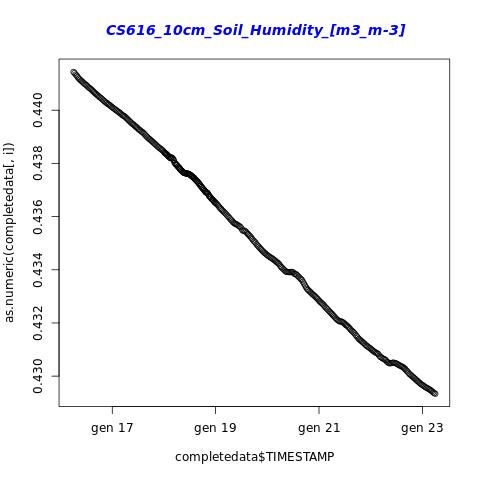 CS616_10cm_Soil_Humidity_[m3_m-3]
as.numeric(completedata[, i])
0.440
0.438
0.436
0.434
0.432
0.430
gen 17 gen 19 gen 21 gen 23
completedata$TIMESTAMP